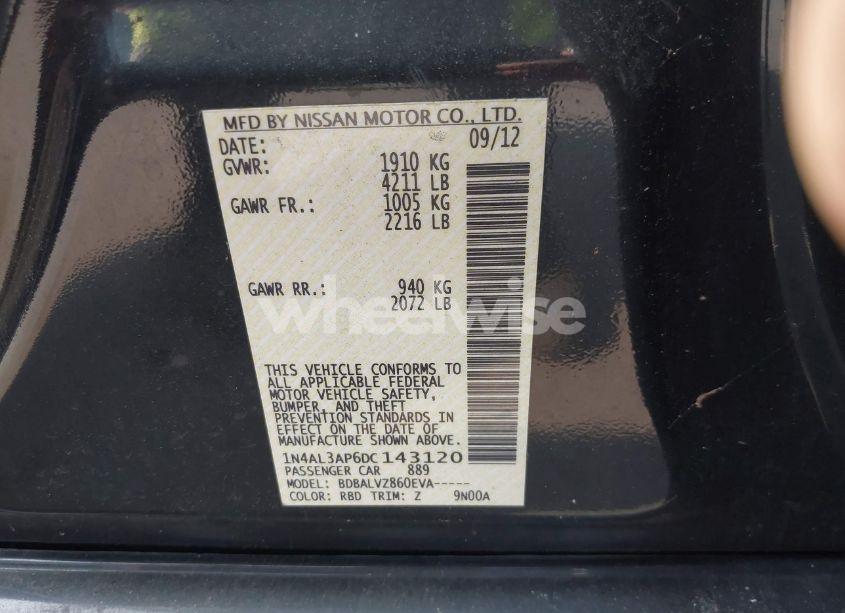 MFD BY NISSAN MOTOR CO., LTD.
DATE: 09/12
GVWR: 1910 KG
4211 LB
GAWR FR.: 1005 KG
2216 LB
GAWR RR.: 940 KG
2072 LB
wheelwise
THIS VEHICLE CONFORMS TO
ALL APPLICABLE FEDERAL
MOTOR VEHICLE SAFETY,
BUMPER, AND THEFT
PREVENTION STANDARDS IN
EFFECT ON THE DATE OF
MANUFACTURE SHOWN ABOVE.
1N4AL3AP6DC143120
PASSENGER CAR 889
MODEL: BDBALVZ860EVA-----
COLOR: RBD TRIM: Z 9N00A